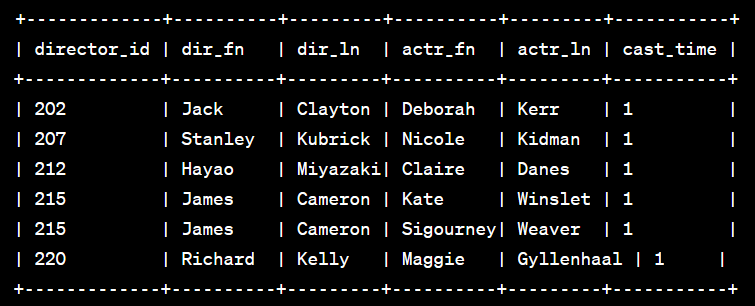 +-------------+----------+---------+----------+---------+-----------+
| director_id | dir_fn   | dir_ln  | actr_fn  | actr_ln | cast_time |
+-------------+----------+---------+----------+---------+-----------+
| 202         | Jack     | Clayton | Deborah  | Kerr    | 1         |
| 207         | Stanley  | Kubrick | Nicole   | Kidman  | 1         |
| 212         | Hayao    | Miyazaki| Claire   | Danes   | 1         |
| 215         | James    | Cameron | Kate     | Winslet | 1         |
| 215         | James    | Cameron | Sigourney| Weaver  | 1         |
| 220         | Richard  | Kelly   | Maggie   | Gyllenhaal | 1      |
+-------------+----------+---------+----------+---------+-----------+